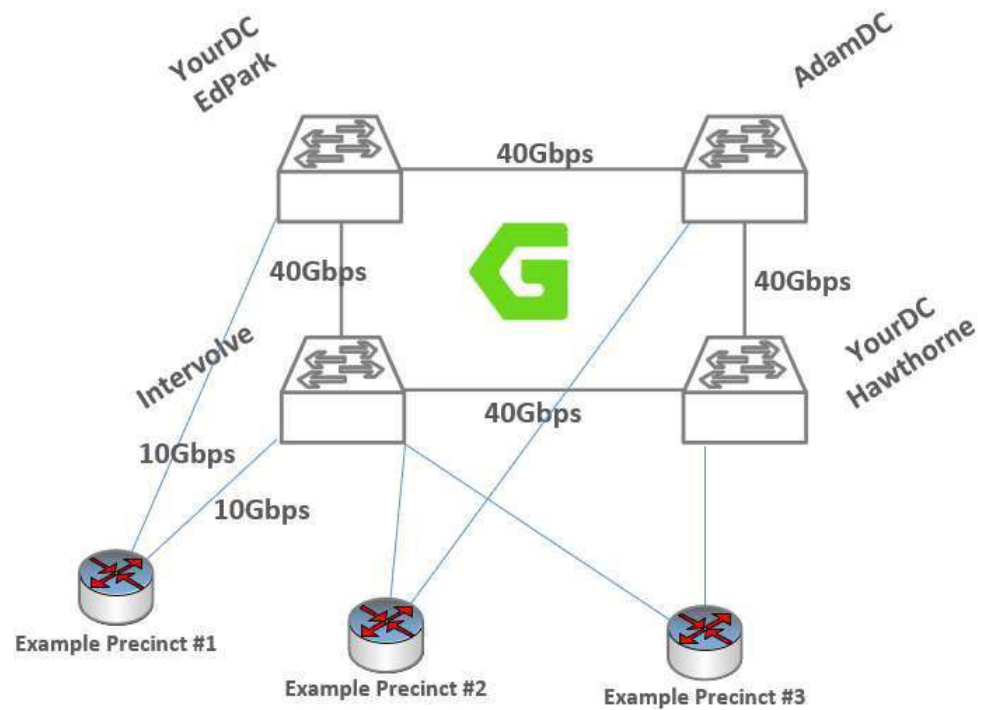 YourDC
EdPark
AdamDC
40Gbps
40Gbps
40Gbps
Intervolve
YourDC
Hawthorne
40Gbps
10Gbps
10Gbps
Example Precinct #1
Example Precinct #2
Example Precinct #3